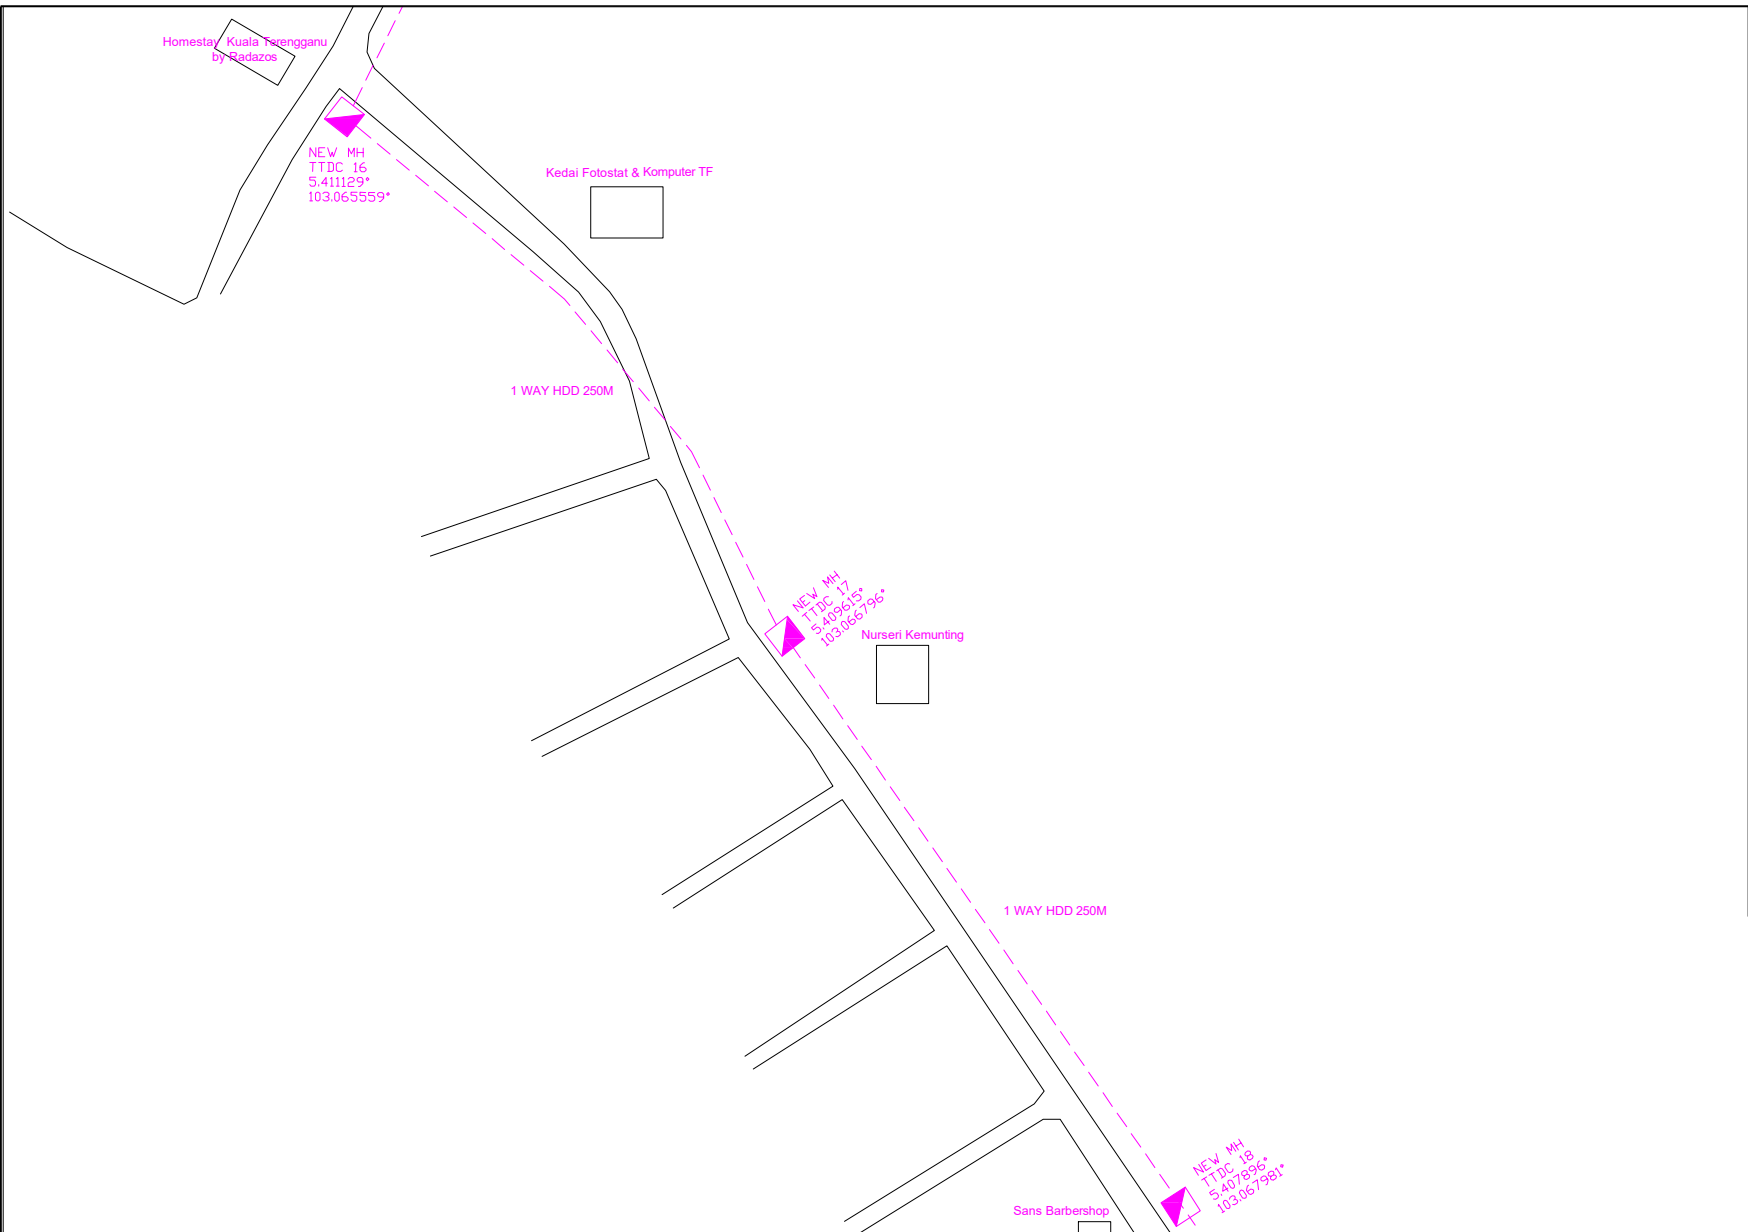 Homestay Kuala Terengganu
by Radazos
NEW MH
TTDC 16
5.411129°
103.065559°
Kedai Fotostat & Komputer TF
1 WAY HDD 250M
NEW MH
TTDC 17
5.409615°
103.066796°
Nurseri Kemunting
1 WAY HDD 250M
NEW MH
TTDC 18
5.407896°
103.067981°
Sans Barbershop